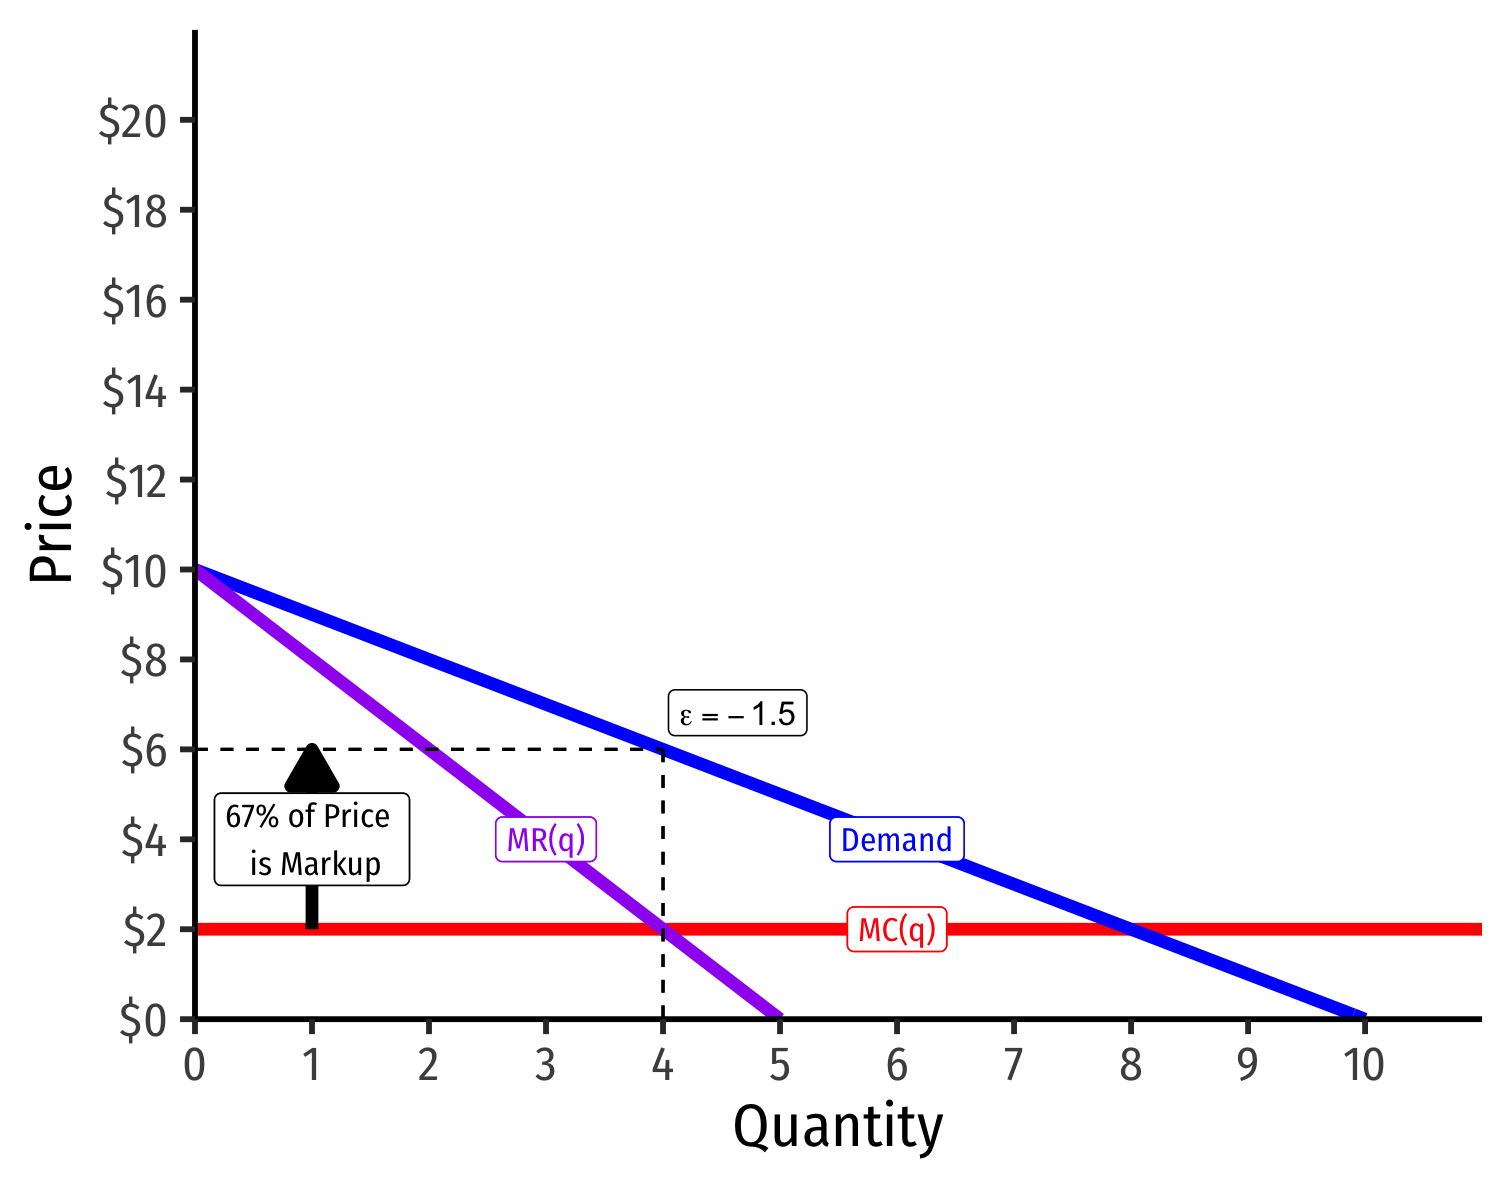 Price
$20
$18
$16
$14
$12
$10
$8
$6
$4
$2
$0
ε = – 1.5
67% of Price
is Markup
MR(q)
Demand
MC(q)
0 1 2 3 4 5 6 7 8 9 10
Quantity